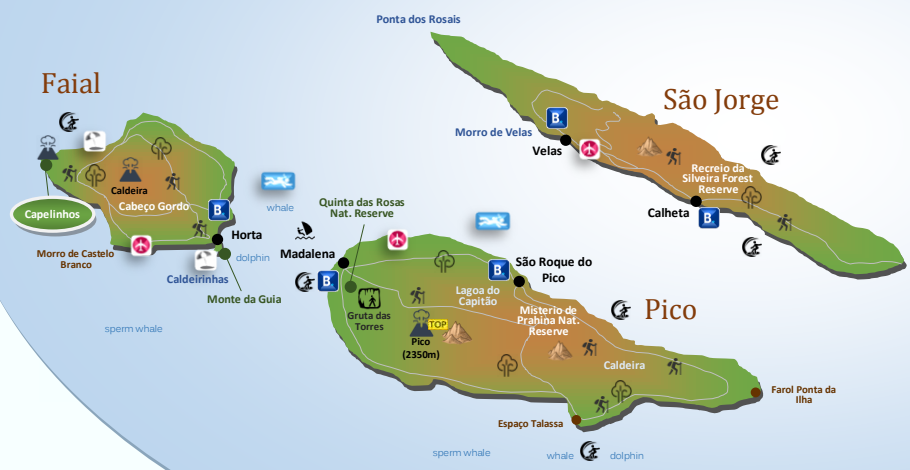 Ponta dos Rosais
Faial
São Jorge
Morro de Velas
B
Velas
Recreio da
Silveira Forest
Reserve
Caldeira
Cabeço Gordo
Capelinhos
whale
Quinta das Rosas
Nat. Reserve
B
Calheta
B
Horta
Morro de Castelo
Branco
dolphin
Madalena
Caldeirinhas
Monte da Guia
B
B
São Roque do
Pico
Lagoa do
Capitão
Pico
Gruta das
Torres
Misterio de
Prahina Nat.
Reserve
sperm whale
TOP
Pico
(2350m)
Caldeira
Farol Ponta da
Ilha
Espaço Talassa
sperm whale
whale
dolphin